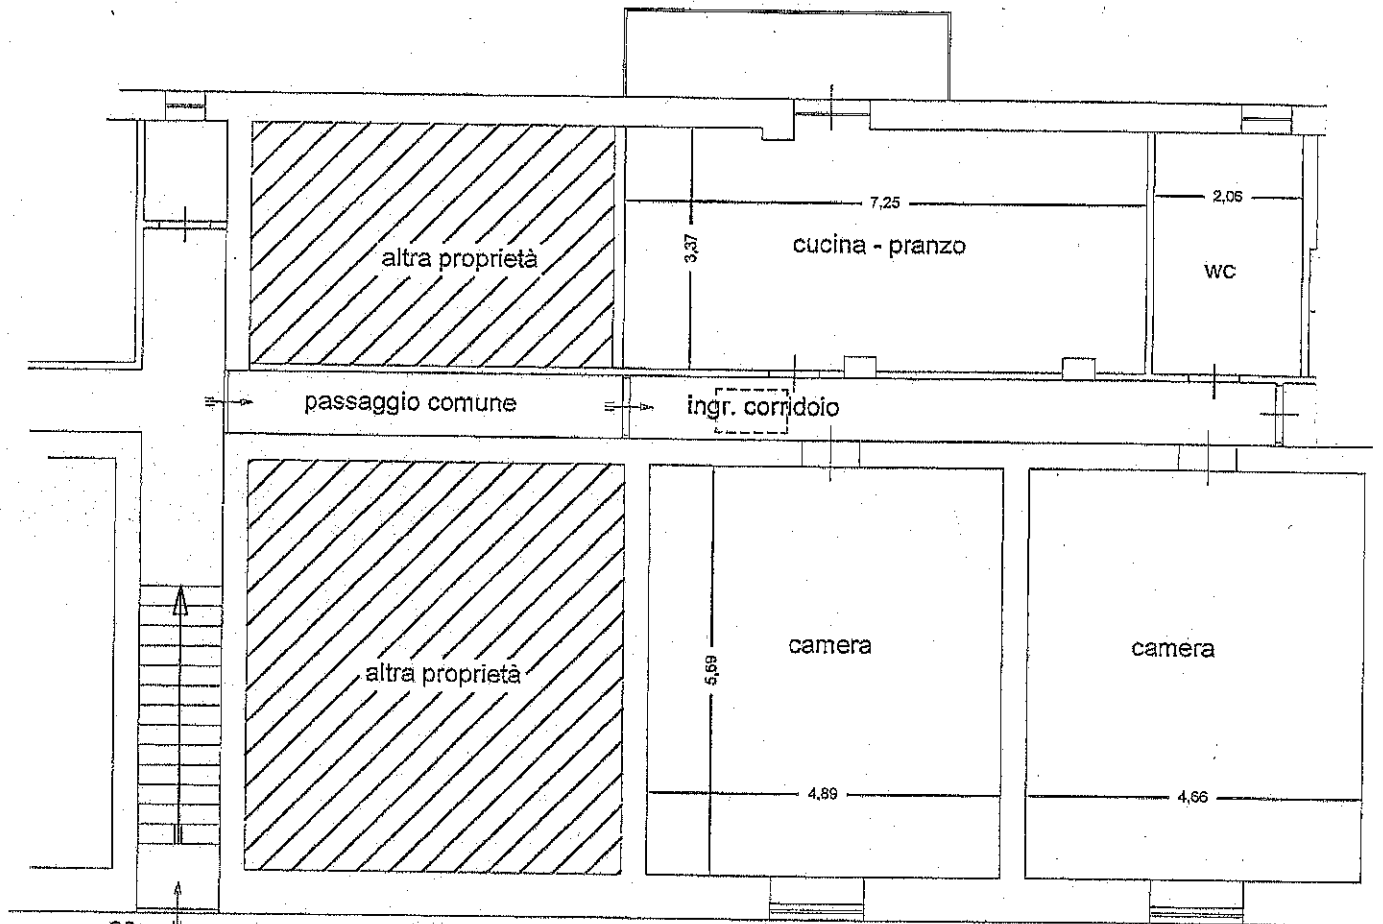 altra proprietà
3,37
7,25
cucina - pranzo
2,06
WC
passaggio comune
ingr. corridoio
altra proprietà
5,69
camera
4,89
camera
4,66